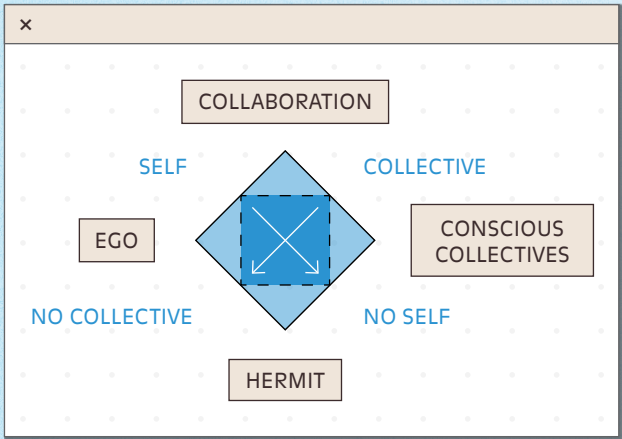 ×
COLLABORATION
SELF
COLLECTIVE
EGO
CONSCIOUS
COLLECTIVES
NO COLLECTIVE
NO SELF
HERMIT